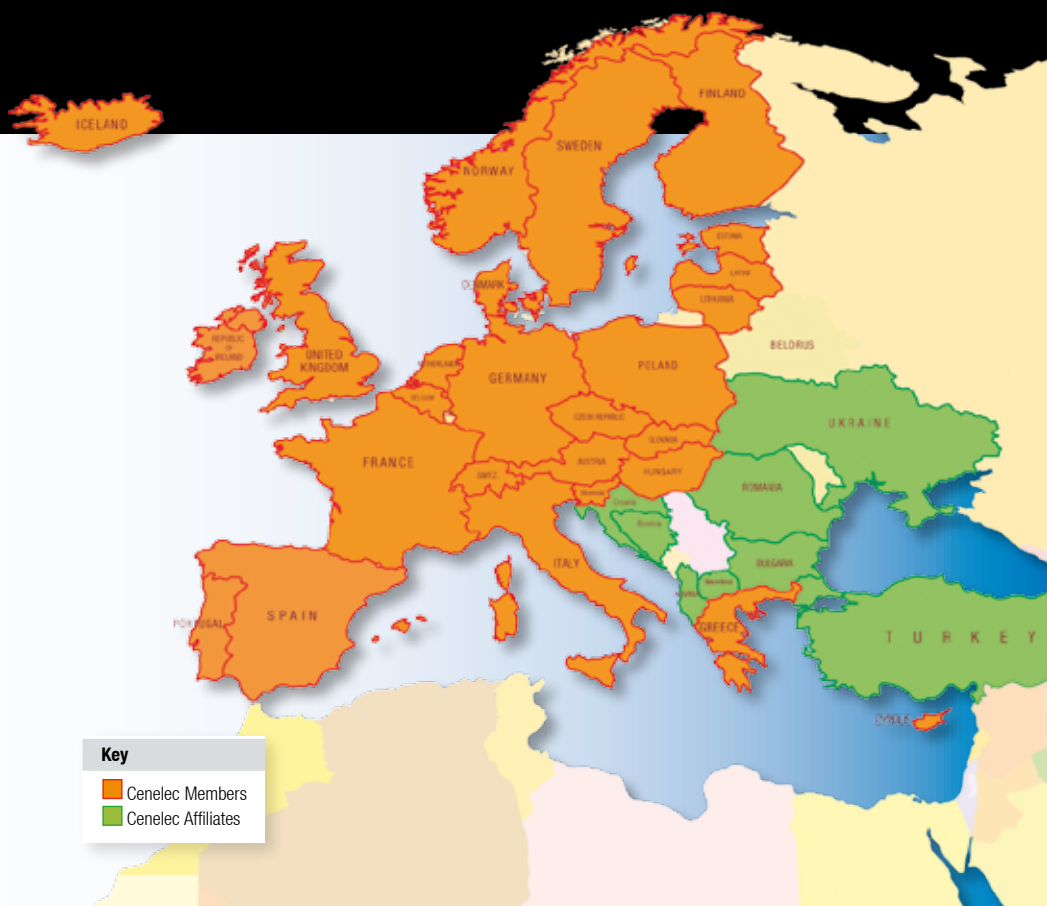 ICELAND
FINLAND
SWEDEN
NORWAY
ESTONIA
LATVIA
DENMARK
LITHUANIA
REPUBLIC
OF
IRELAND
UNITED
KINGDOM
BELORUS
NETHERLANDS
POLAND
GERMANY
BELGIUM
CZECH REPUBLIC
UKRAINE
SLOVAKIA
FRANCE
AUSTRIA
HUNGARY
SWITZ.
ROMANIA
Slovenia
Croatia
Bosnia
ITALY
BULGARIA
Macedonia
ALBANIA
SPAIN
PORTUGAL
GREECE
TURKEY
Key
Cenelec Members
Cenelec Affiliates